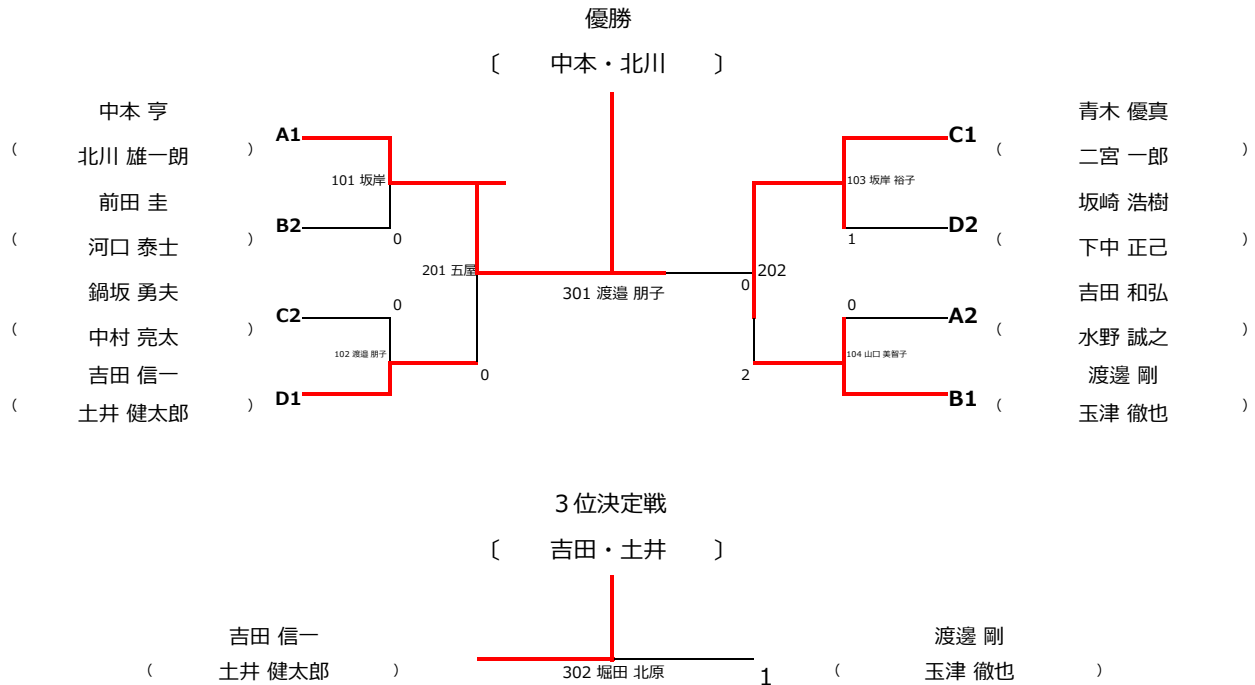 優勝
〔 中本・北川 〕
中本 亨
A1
( 北川 雄一朗 )
101 坂岸
前田 圭
B2
( 河口 泰士 )
0
201 五屋
鍋坂 勇夫
0
C2
( 中村 亮太 )
102 渡邉 朋子
吉田 信一
0
D1
( 土井 健太郎 )
301 渡邉 朋子
青木 優真
C1
( 二宮 一郎 )
103 坂岸 裕子
坂崎 浩樹
D2
1
( 下中 正己 )
202
0
吉田 和弘
0
A2
( 水野 誠之 )
104 山口 美智子
2
渡邊 剛
B1
( 玉津 徹也 )
３位決定戦
〔 吉田・土井 〕
吉田 信一
( 土井 健太郎 )
302 堀田 北原
1
渡邊 剛
( 玉津 徹也 )